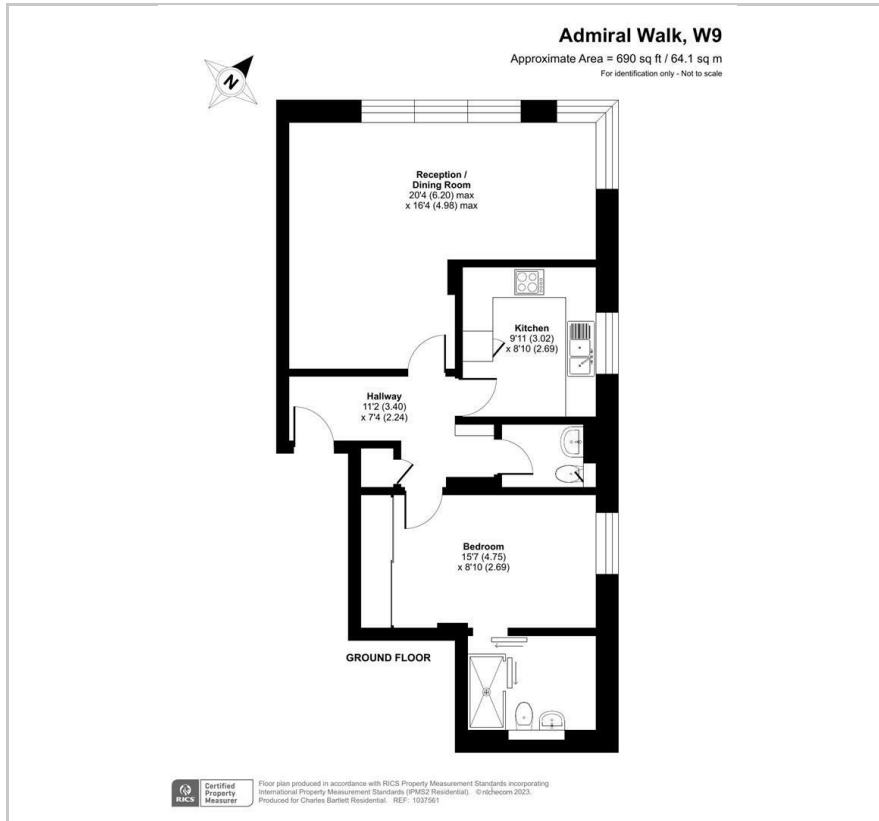 Admiral Walk, W9
Approximate Area = 690 sq ft / 64.1 sq m
For identification only - Not to scale
N
Reception /
Dining Room
20'4 (6.20) max
x 16'4 (4.98) max
Kitchen
9'11 (3.02)
x 8'10 (2.69)
Hallway
11'2 (3.40)
x 7'4 (2.24)
Bedroom
15'7 (4.75)
x 8'10 (2.69)
GROUND FLOOR
RICS
Certified
Property
Measurer
Floor plan produced in accordance with RICS Property Measurement Standards incorporating
International Property Measurement Standards (IPMS2 Residential). © nichecom 2023.
Produced for Charles Bartlett Residential. REF: 1037561